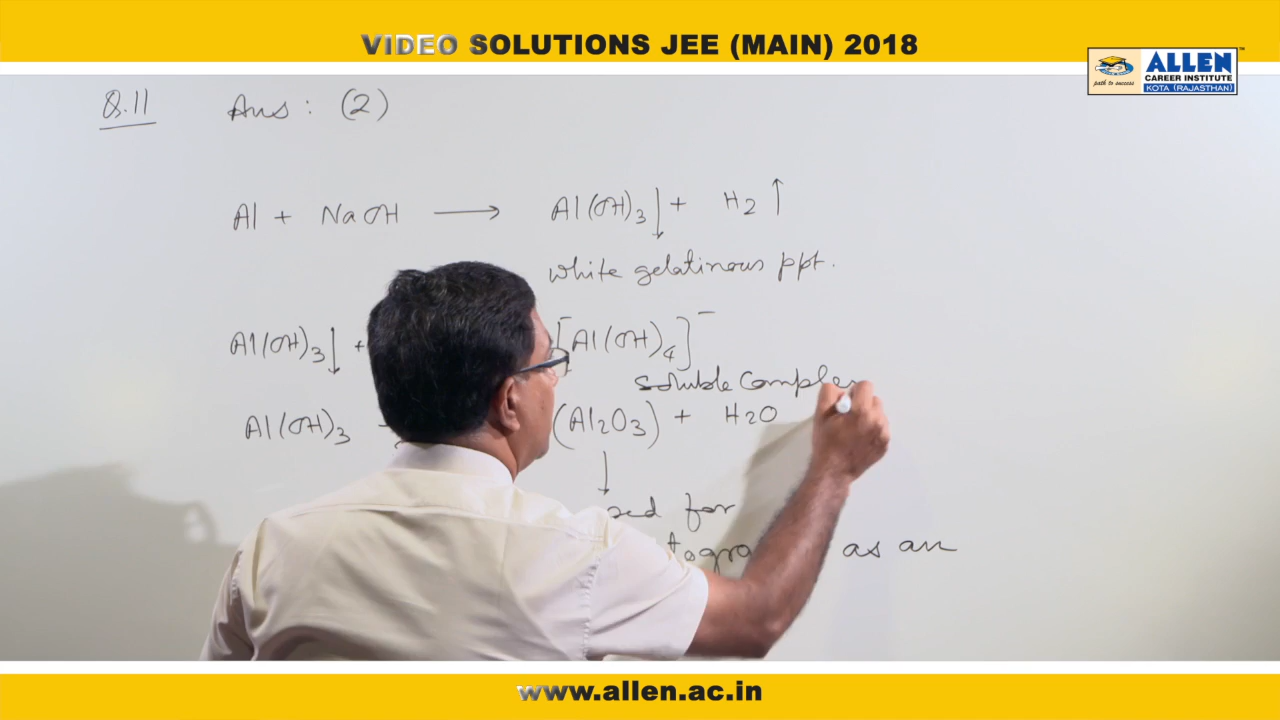 VIDEO SOLUTIONS JEE (MAIN) 2018
ALLEN
CAREER INSTITUTE
KOTA (RAJASTHAN)
path to success
Q.11 Ans : (2)
Al + NaOH ⟶ Al(OH)3↓ + H2↑
white gelatinous ppt.
Al(OH)3↓ + [Al(OH)4]⁻
soluble
Al(OH)3 (Al2O3) + H2O
↓
for
as an
www.allen.ac.in